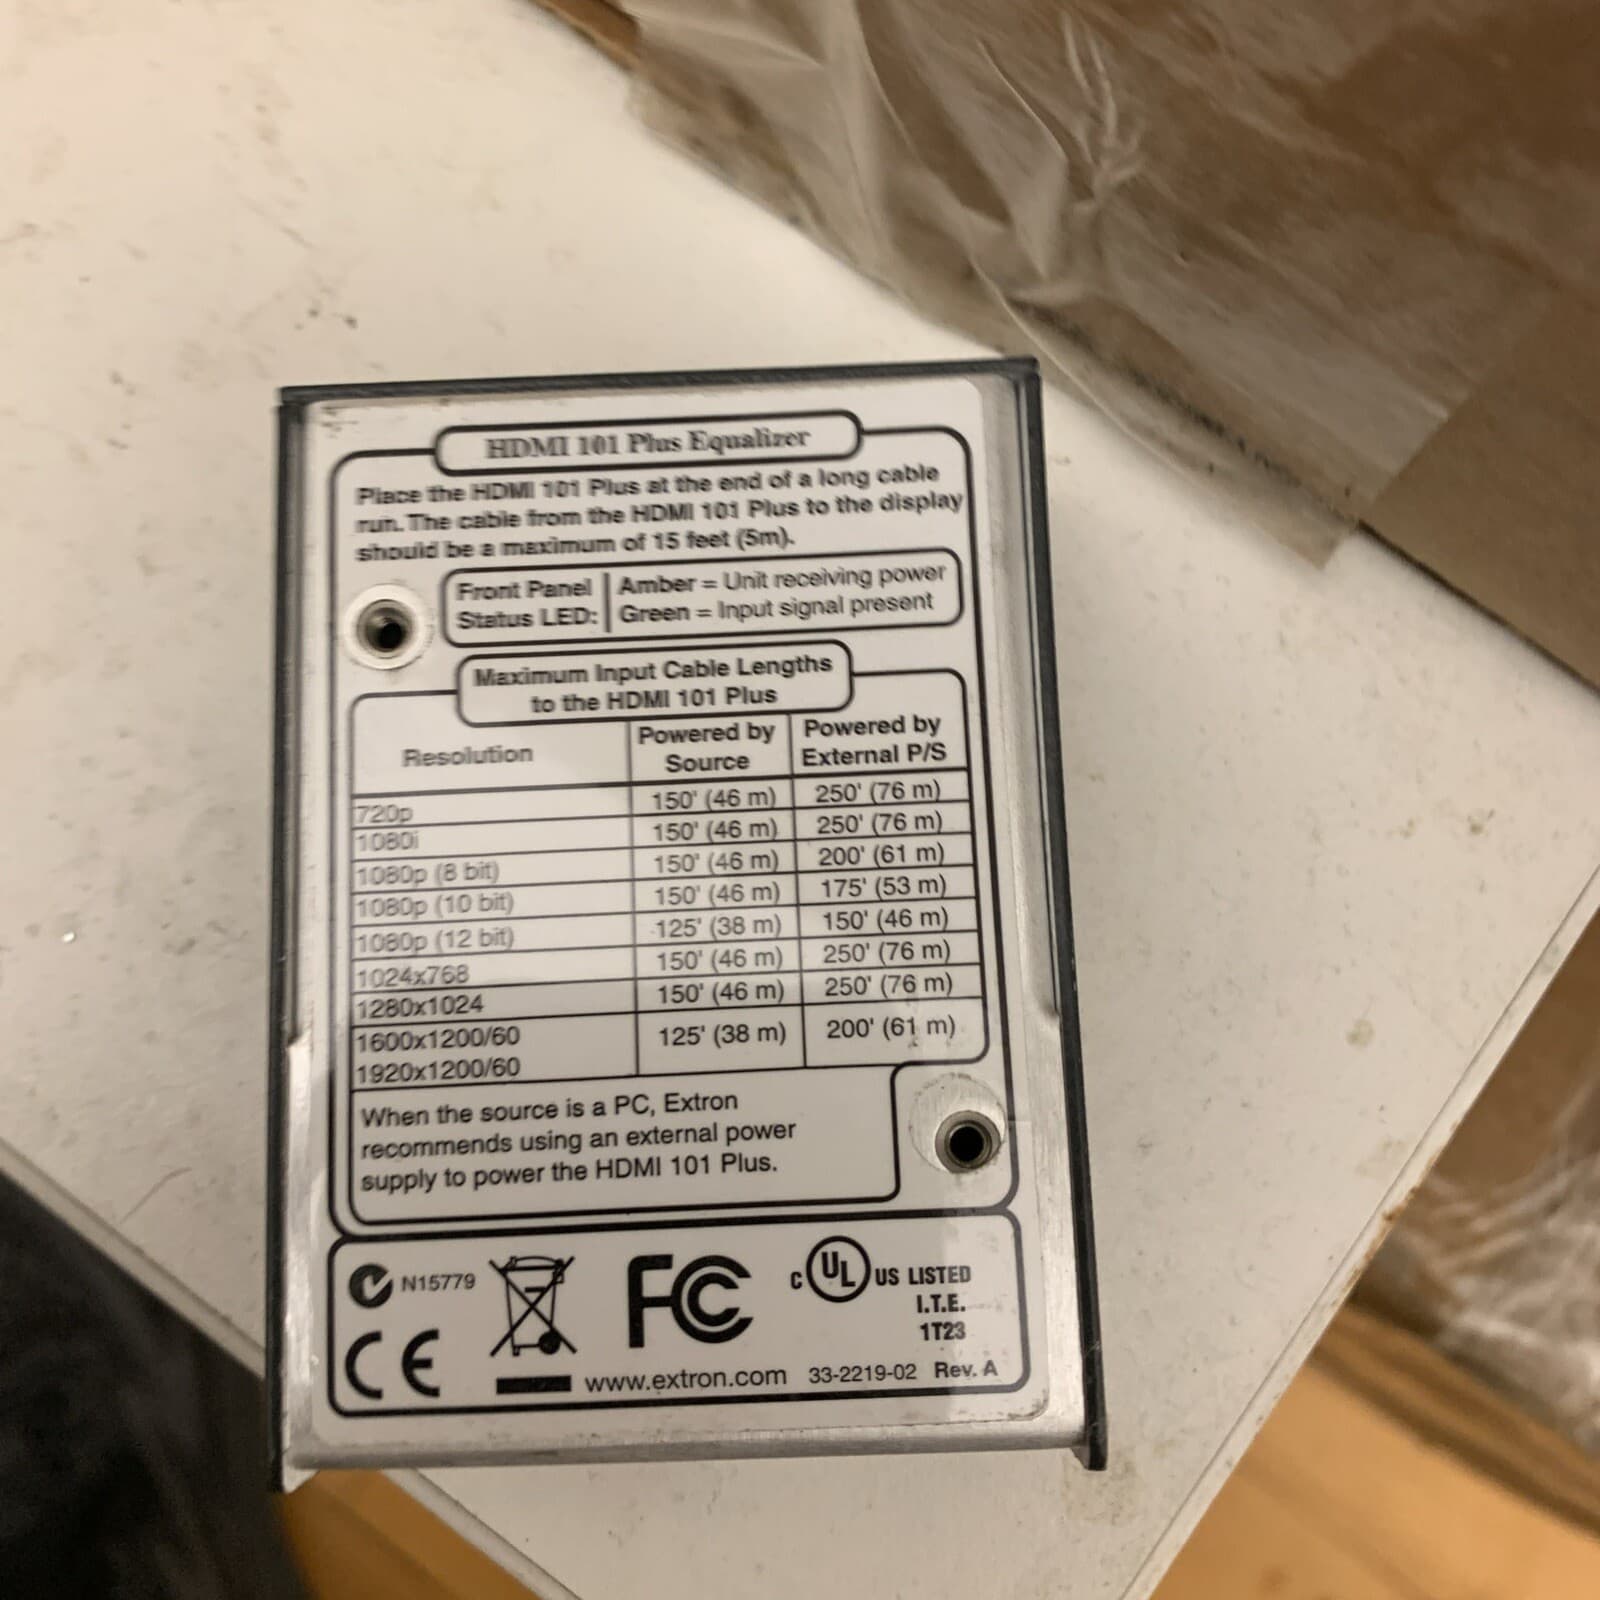 HDMI 101 Plus Equalizer
Place the HDMI 101 Plus at the end of a long cable
run. The cable from the HDMI 101 Plus to the display
should be a maximum of 15 feet (5m).
Front Panel Amber = Unit receiving power
Status LED: Green = Input signal present
Maximum Input Cable Lengths
to the HDMI 101 Plus
Resolution Powered by Source Powered by External P/S
720p 150' (46 m) 250' (76 m)
1080i 150' (46 m) 250' (76 m)
1080p (8 bit) 150' (46 m) 200' (61 m)
1080p (10 bit) 150' (46 m) 175' (53 m)
1080p (12 bit) 125' (38 m) 150' (46 m)
1024x768 150' (46 m) 250' (76 m)
1280x1024 150' (46 m) 250' (76 m)
1600x1200/60 125' (38 m) 200' (61 m)
1920x1200/60
When the source is a PC, Extron
recommends using an external power
supply to power the HDMI 101 Plus.
N15779
FC
C UL US LISTED
I.T.E.
1T23
CE
www.extron.com 33-2219-02 Rev. A